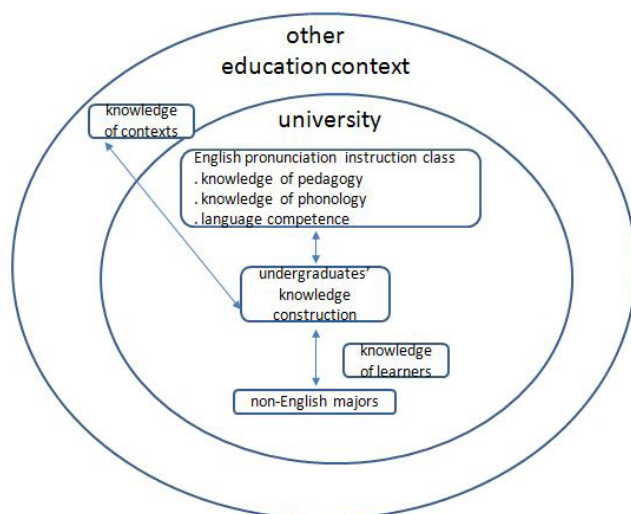 other
education context
knowledge
of contexts
university
English pronunciation instruction class
. knowledge of pedagogy
. knowledge of phonology
. language competence
undergraduates’
knowledge
construction
knowledge
of learners
non-English majors